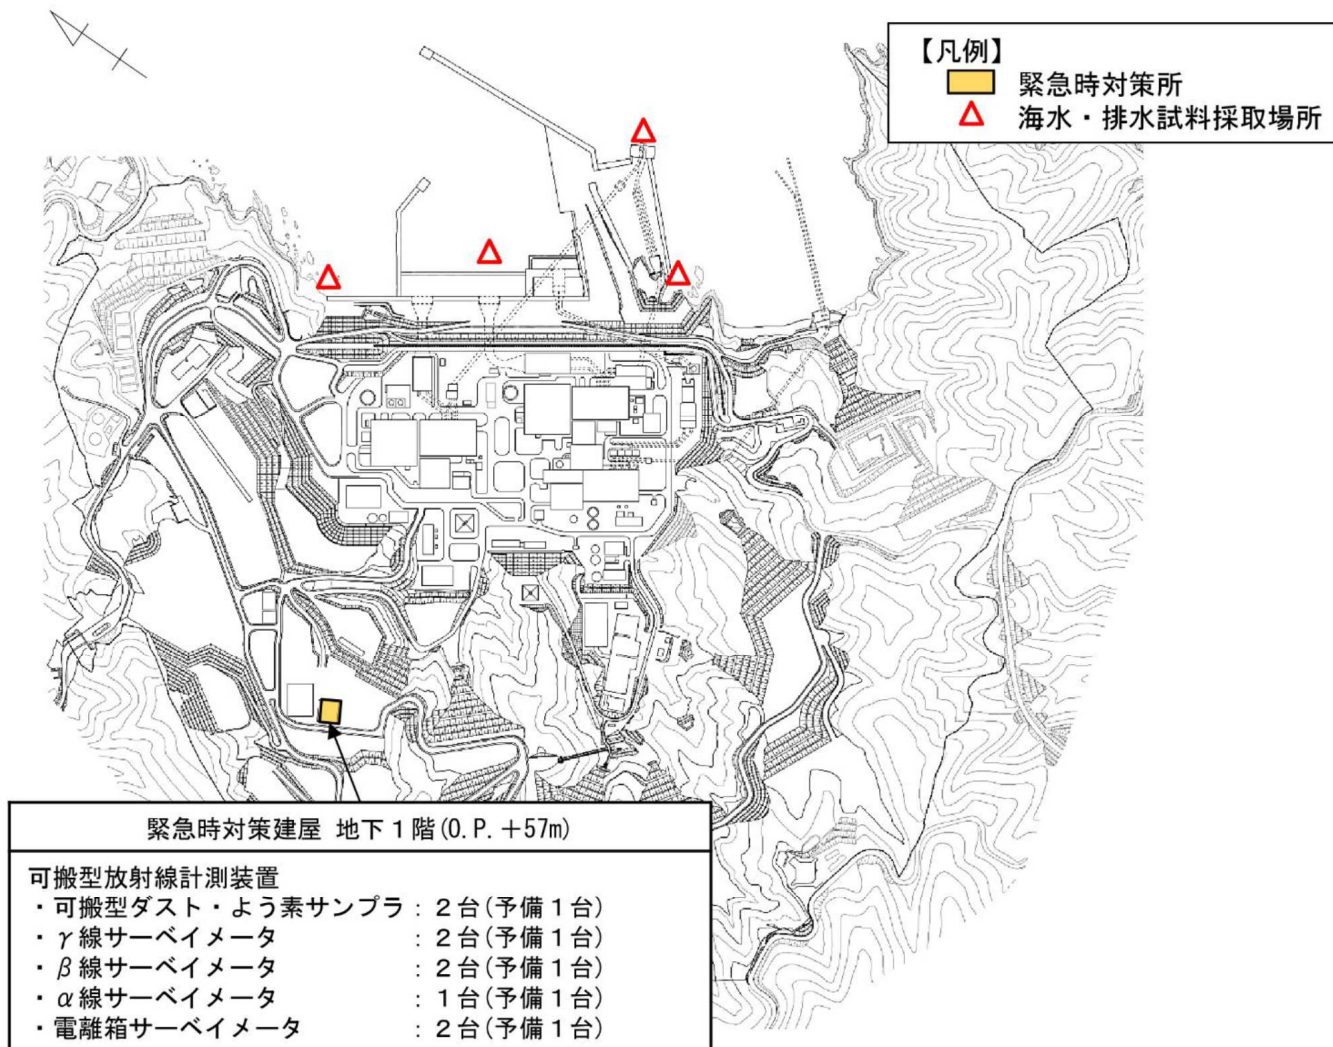 【凡例】
緊急時対策所
海水・排水試料採取場所
緊急時対策建屋 地下1階(O.P.+57m)
可搬型放射線計測装置
・可搬型ダスト・よう素サンプラ:2台(予備1台)
・γ線サーベイメータ:2台(予備1台)
・β線サーベイメータ:2台(予備1台)
・α線サーベイメータ:1台(予備1台)
・電離箱サーベイメータ:2台(予備1台)